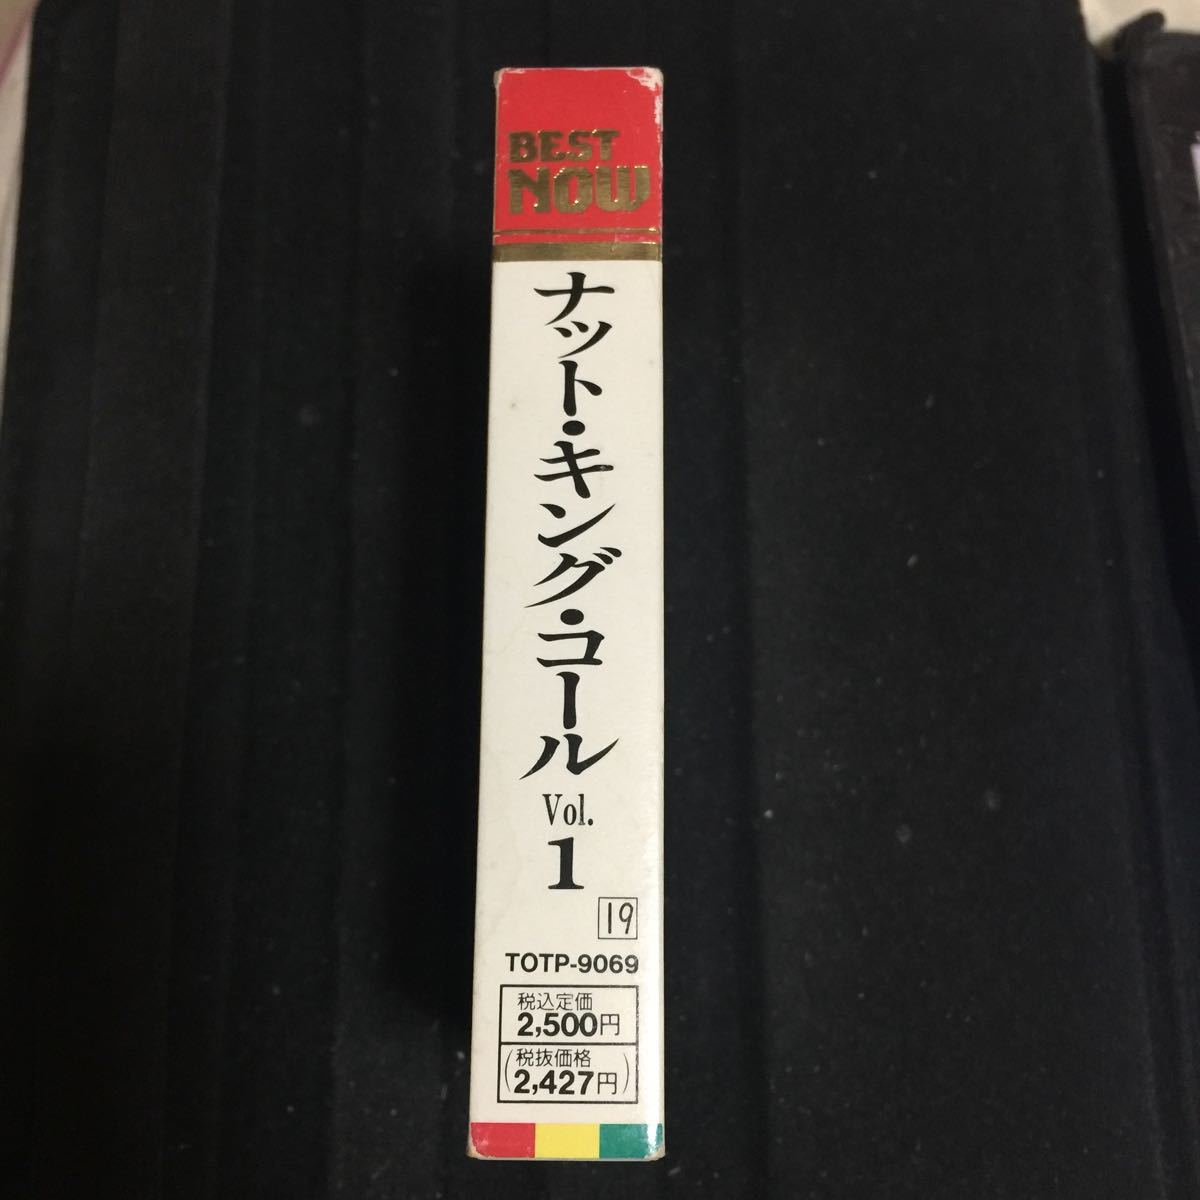 BEST
NOW
ナット・キング・コール
Vol.
1
19
TOTP-9069
税込定価
2,500円
(税抜価格
2,427円)